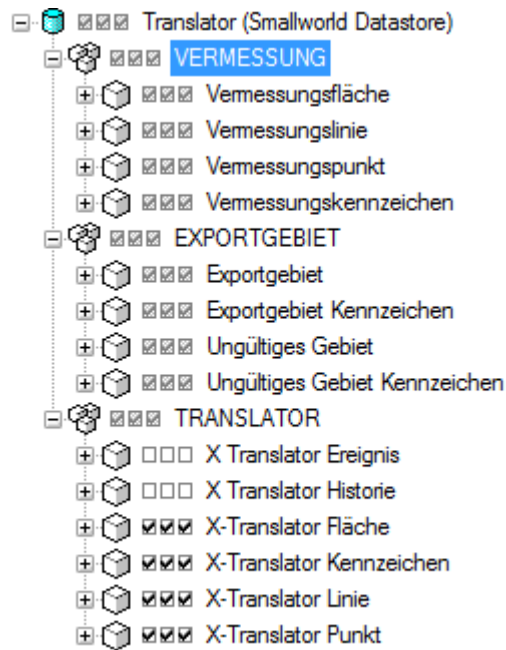 Translator (Smallworld Datastore)
VERMESSUNG
Vermessungsfläche
Vermessungslinie
Vermessungspunkt
Vermessungskennzeichen
EXPORTGEBIET
Exportgebiet
Exportgebiet Kennzeichen
Ungültiges Gebiet
Ungültiges Gebiet Kennzeichen
TRANSLATOR
X Translator Ereignis
X Translator Historie
X-Translator Fläche
X-Translator Kennzeichen
X-Translator Linie
X-Translator Punkt